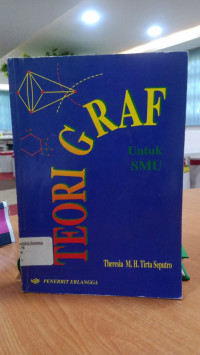 TEORI GRAF
Untuk
SMU
Theresia M. H. Tirta Seputro
PENERBIT ERLANGGA